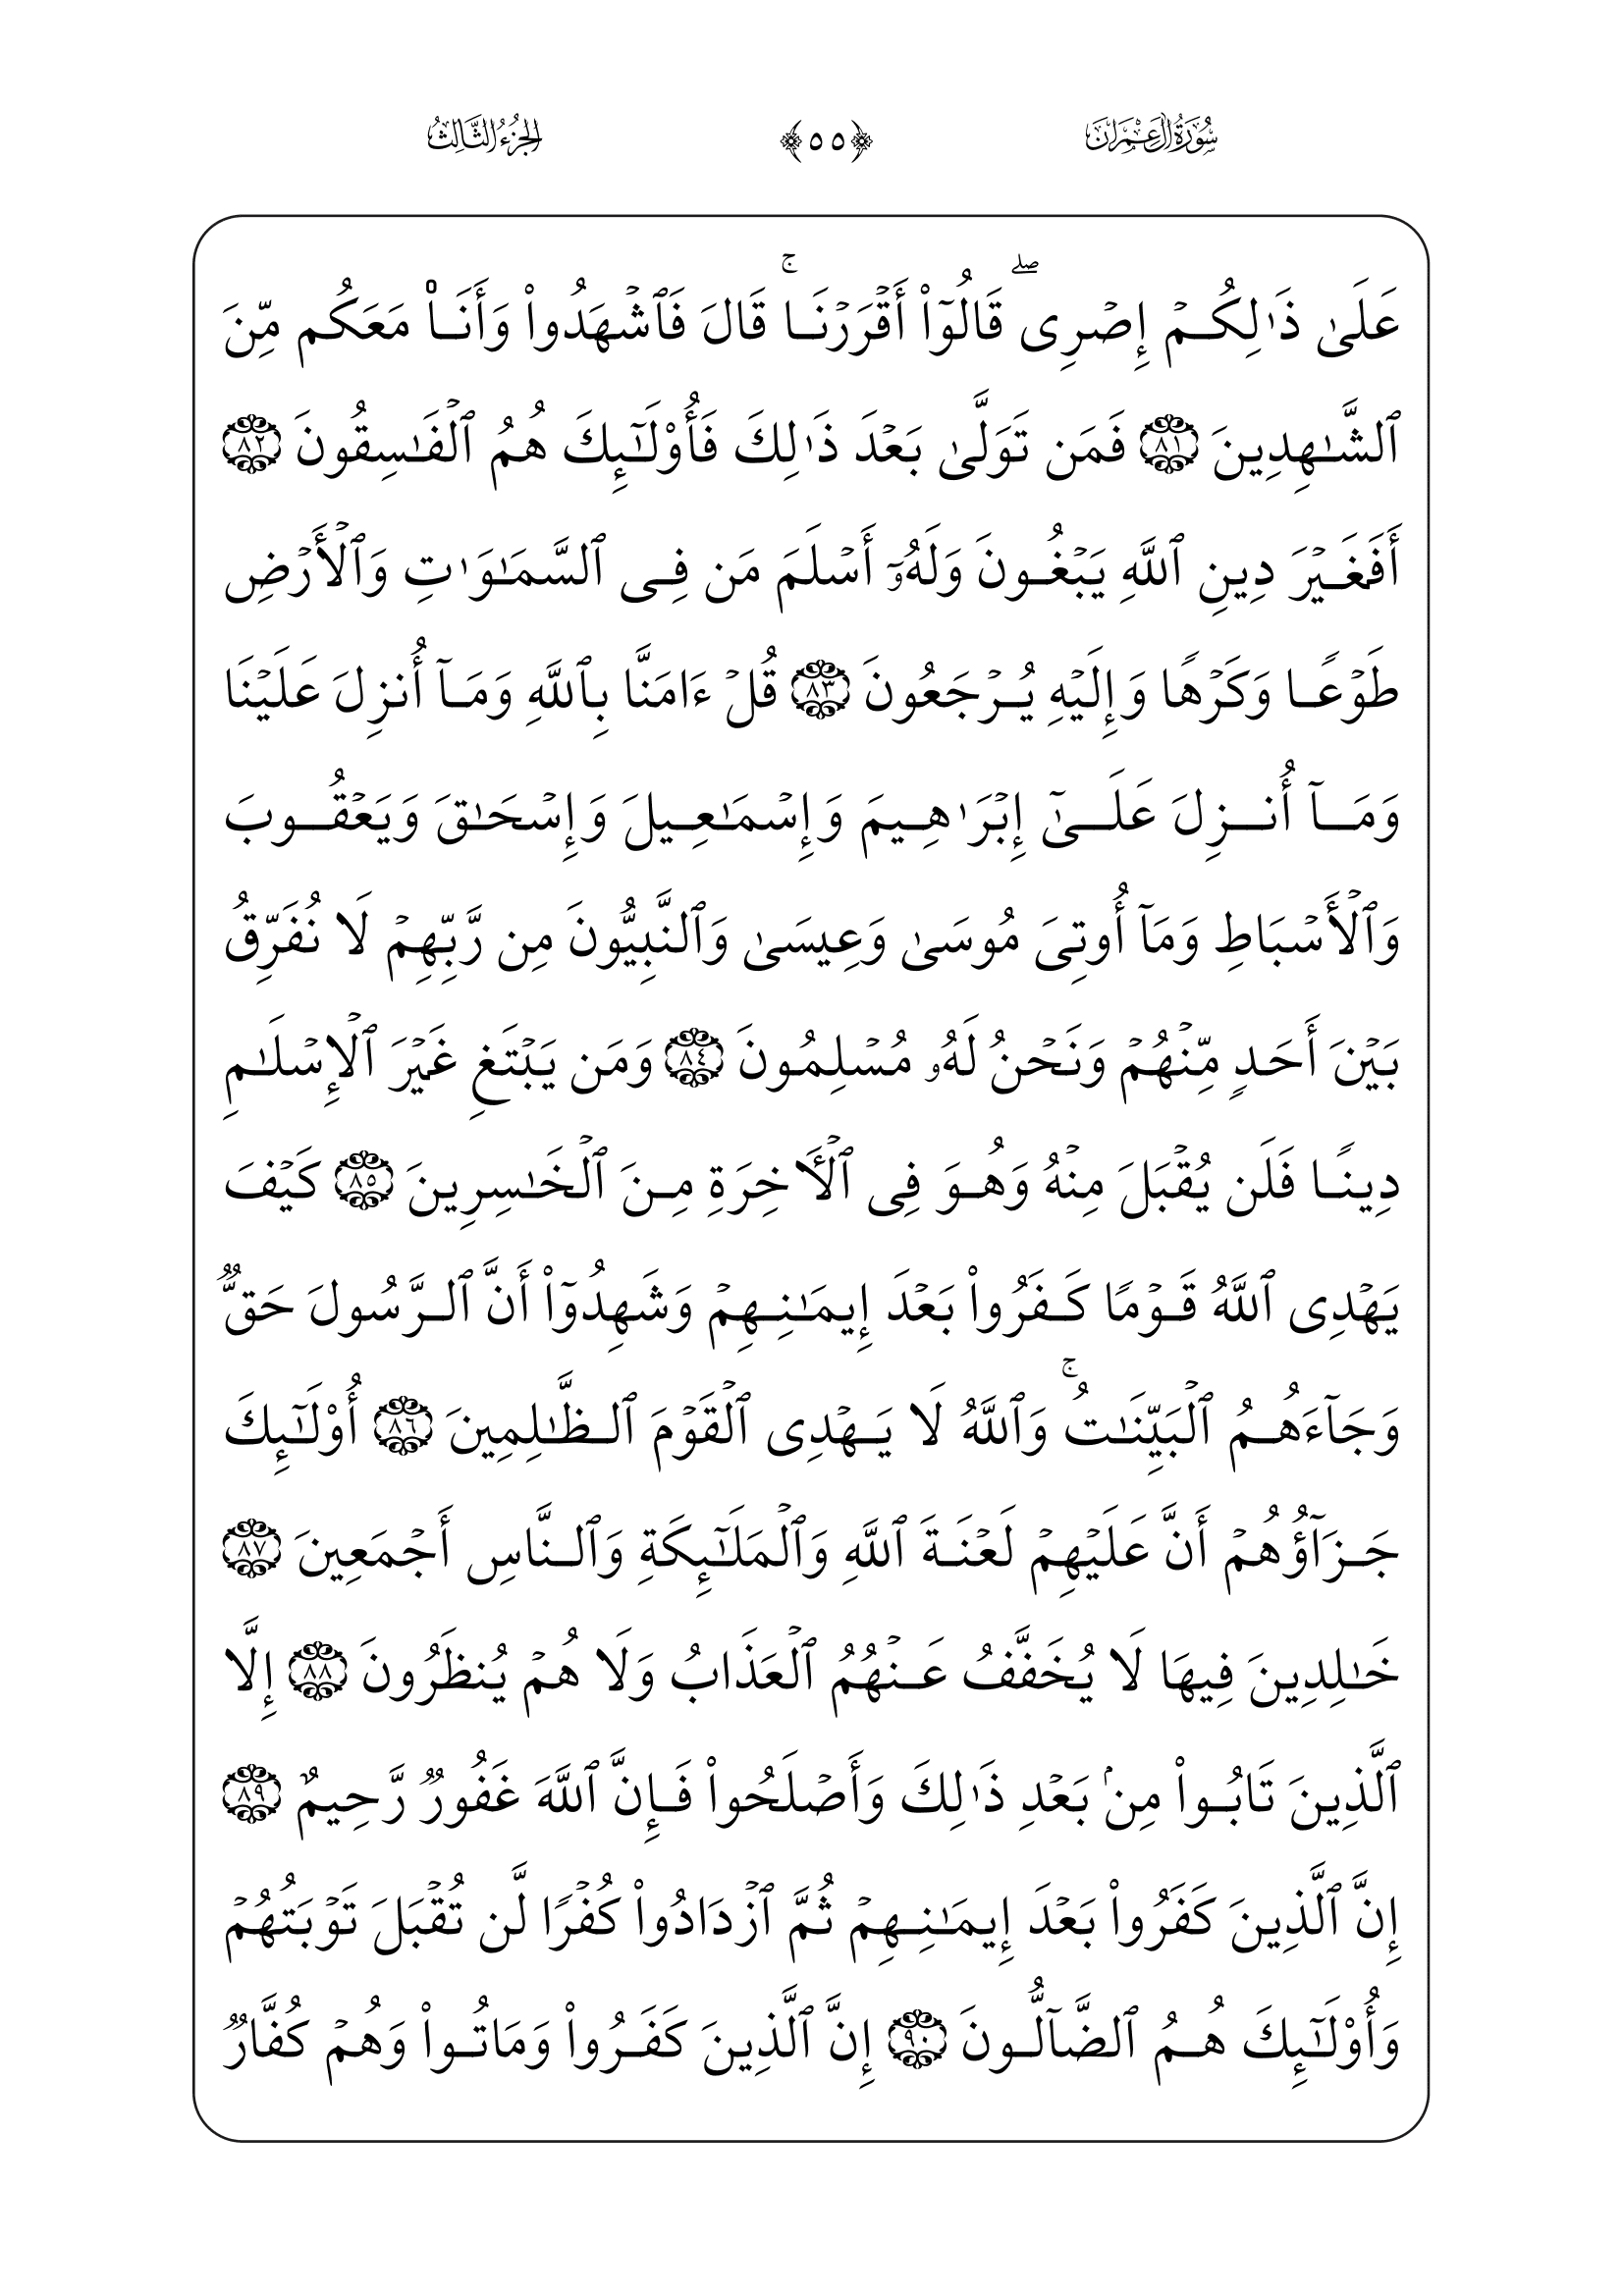 سُورَةُ آلِ عِمْرَانَ ﴿٥٥﴾ الجُزْءُ الثَّالِثُ
عَلَىٰ ذَٰلِكُمۡ إِصۡرِىۖ قَالُوٓاْ أَقۡرَرۡنَاۚ قَالَ فَٱشۡهَدُواْ وَأَنَا۠ مَعَكُم مِّنَ
ٱلشَّٰهِدِينَ ٨١ فَمَن تَوَلَّىٰ بَعۡدَ ذَٰلِكَ فَأُوْلَٰٓئِكَ هُمُ ٱلۡفَٰسِقُونَ ٨٢
أَفَغَيۡرَ دِينِ ٱللَّهِ يَبۡغُونَ وَلَهُۥٓ أَسۡلَمَ مَن فِى ٱلسَّمَٰوَٰتِ وَٱلۡأَرۡضِ
طَوۡعًا وَكَرۡهًا وَإِلَيۡهِ يُرۡجَعُونَ ٨٣ قُلۡ ءَامَنَّا بِٱللَّهِ وَمَآ أُنزِلَ عَلَيۡنَا
وَمَآ أُنزِلَ عَلَىٰٓ إِبۡرَٰهِيمَ وَإِسۡمَٰعِيلَ وَإِسۡحَٰقَ وَيَعۡقُوبَ
وَٱلۡأَسۡبَاطِ وَمَآ أُوتِىَ مُوسَىٰ وَعِيسَىٰ وَٱلنَّبِيُّونَ مِن رَّبِّهِمۡ لَا نُفَرِّقُ
بَيۡنَ أَحَدٍ مِّنۡهُمۡ وَنَحۡنُ لَهُۥ مُسۡلِمُونَ ٨٤ وَمَن يَبۡتَغِ غَيۡرَ ٱلۡإِسۡلَٰمِ
دِينًا فَلَن يُقۡبَلَ مِنۡهُ وَهُوَ فِى ٱلۡأٓخِرَةِ مِنَ ٱلۡخَٰسِرِينَ ٨٥ كَيۡفَ
يَهۡدِى ٱللَّهُ قَوۡمًا كَفَرُواْ بَعۡدَ إِيمَٰنِهِمۡ وَشَهِدُوٓاْ أَنَّ ٱلرَّسُولَ حَقّٞ
وَجَآءَهُمُ ٱلۡبَيِّنَٰتُۚ وَٱللَّهُ لَا يَهۡدِى ٱلۡقَوۡمَ ٱلظَّٰلِمِينَ ٨٦ أُوْلَٰٓئِكَ
جَزَآؤُهُمۡ أَنَّ عَلَيۡهِمۡ لَعۡنَةَ ٱللَّهِ وَٱلۡمَلَٰٓئِكَةِ وَٱلنَّاسِ أَجۡمَعِينَ ٨٧
خَٰلِدِينَ فِيهَا لَا يُخَفَّفُ عَنۡهُمُ ٱلۡعَذَابُ وَلَا هُمۡ يُنظَرُونَ ٨٨ إِلَّا
ٱلَّذِينَ تَابُواْ مِنۢ بَعۡدِ ذَٰلِكَ وَأَصۡلَحُواْ فَإِنَّ ٱللَّهَ غَفُورٞ رَّحِيمٌ ٨٩
إِنَّ ٱلَّذِينَ كَفَرُواْ بَعۡدَ إِيمَٰنِهِمۡ ثُمَّ ٱزۡدَادُواْ كُفۡرًا لَّن تُقۡبَلَ تَوۡبَتُهُمۡ
وَأُوْلَٰٓئِكَ هُمُ ٱلضَّآلُّونَ ٩٠ إِنَّ ٱلَّذِينَ كَفَرُواْ وَمَاتُواْ وَهُمۡ كُفَّارٞ